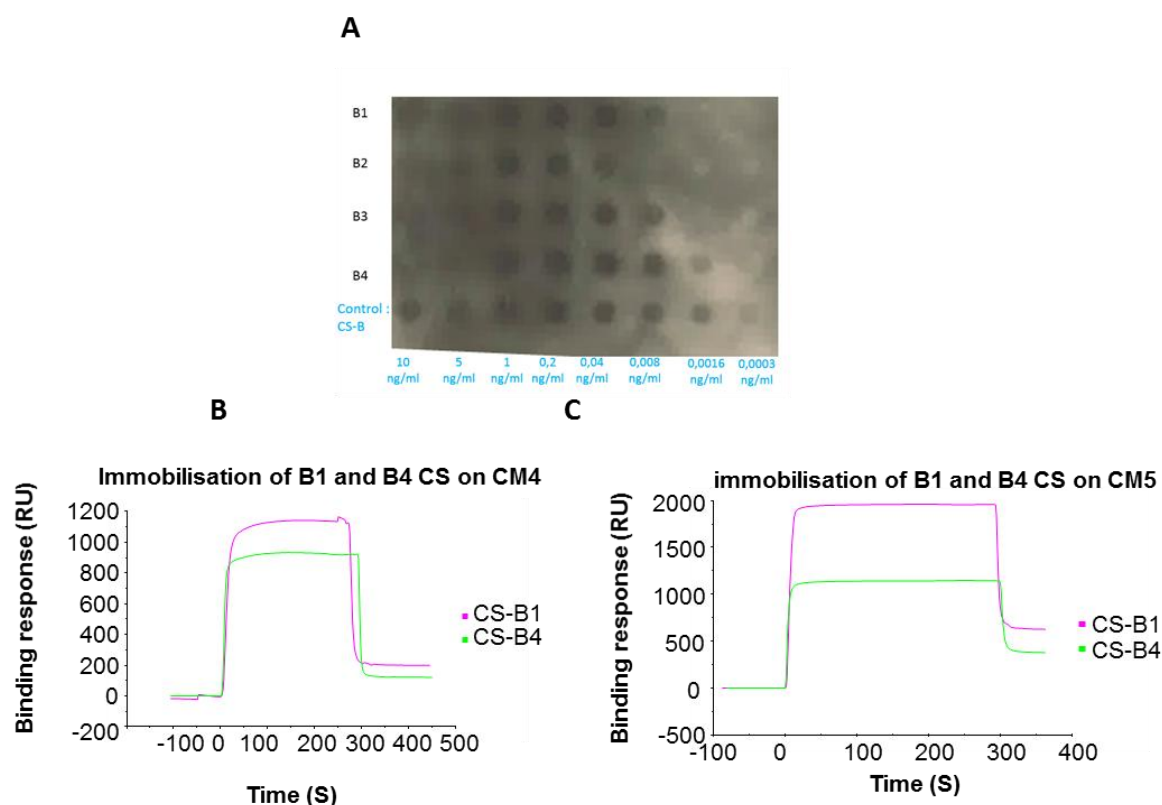 A
B1
B2
B3
B4
Control :
CS-B
10 5 1 0,2 0,04 0,008 0,0016 0,0003
ng/ml ng/ml ng/ml ng/ml ng/ml ng/ml ng/ml ng/ml
B
Immobilisation of B1 and B4 CS on CM4
Binding response (RU)
1200
1000
800
600
400
200
0
-200
-100 0 100 200 300 400 500
Time (S)
CS-B1
CS-B4
C
immobilisation of B1 and B4 CS on CM5
Binding response (RU)
2000
1500
1000
500
0
-500
-100 0 100 200 300 400
Time (S)
CS-B1
CS-B4